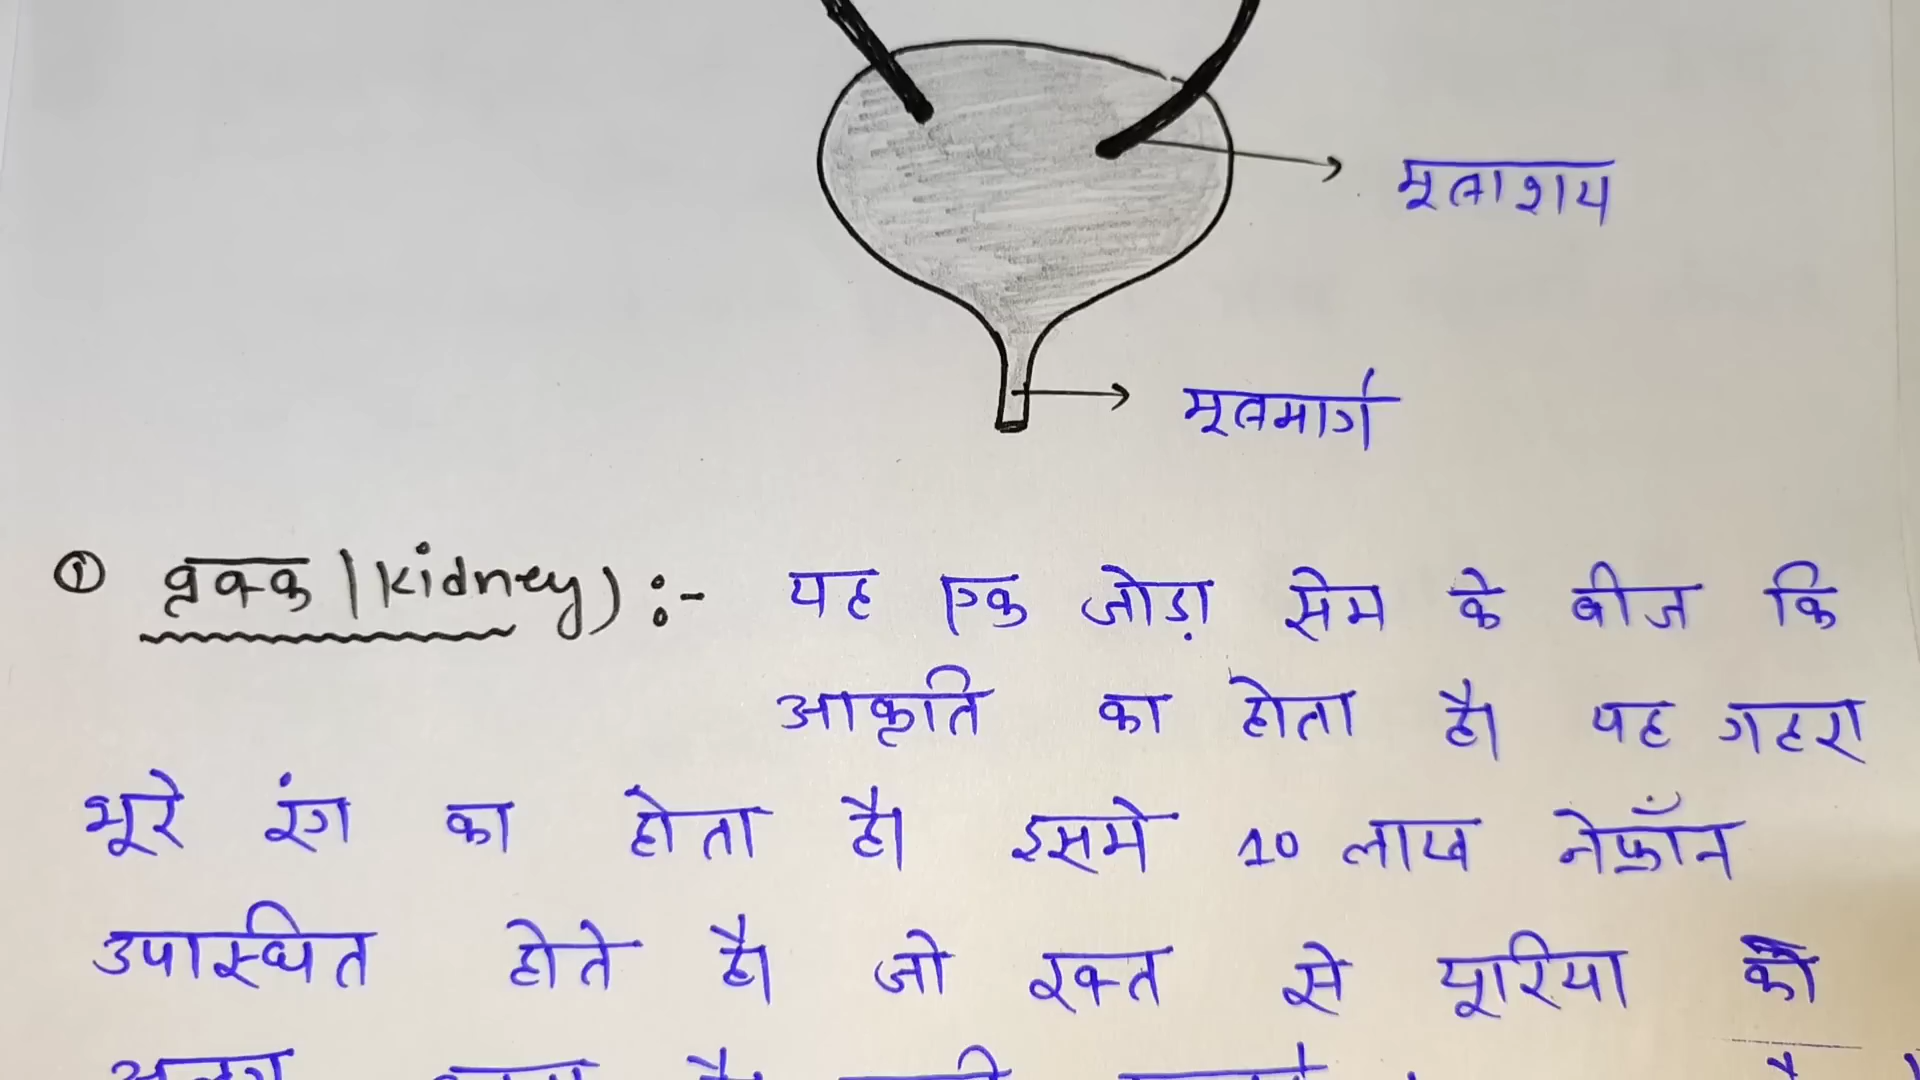 मूत्राशय
मूत्रमार्ग
① वृक्क (kidney) :- यह एक जोड़ा सेम के बीज कि
आकृति का होता है। यह गहरा
भूरे रंग का होता है। इसमे 10 लाख नेफ्रॉन
उपास्थित होते है। जो रक्त से यूरिया को